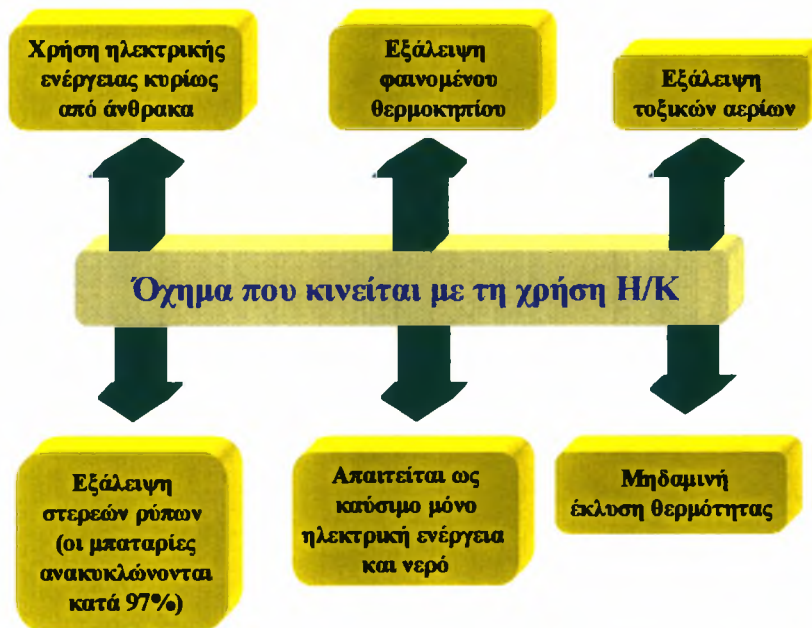 Χρήση ηλεκτρικής
ενέργειας κυρίως
από άνθρακα
Εξάλειψη
φαινομένου
θερμοκηπίου
Εξάλειψη
τοξικών αερίων
Όχημα που κινείται με τη χρήση Η/Κ
Εξάλειψη
στερεών ρύπων
(οι μπαταρίες
ανακυκλώνονται
κατά 97%)
Απαιτείται ως
καύσιμο μόνο
ηλεκτρική ενέργεια
και νερό
Μηδαμινή
έκλυση θερμότητας